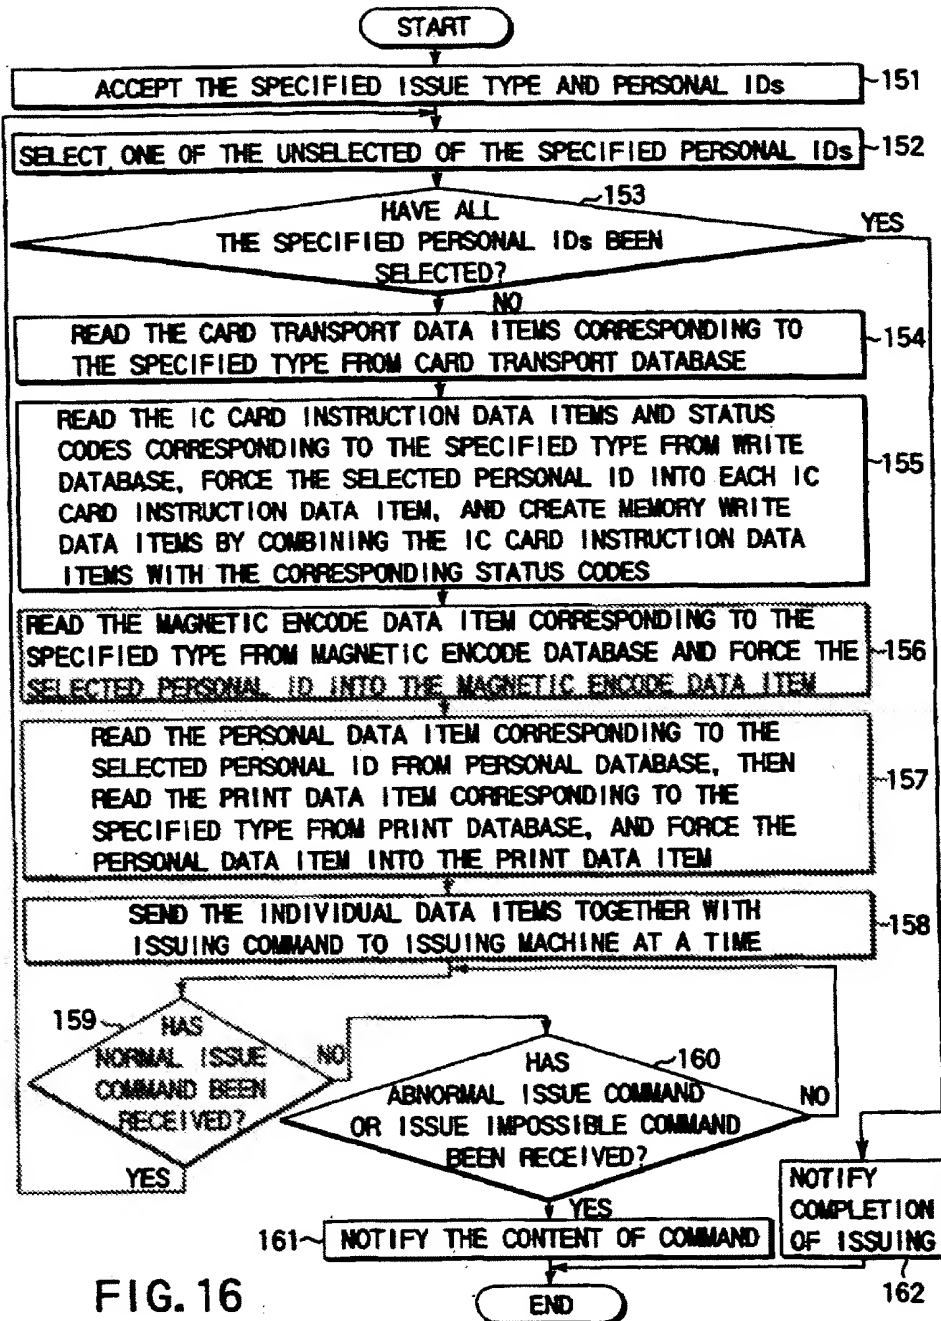 START
ACCEPT THE SPECIFIED ISSUE TYPE AND PERSONAL IDs
151
SELECT ONE OF THE UNSELECTED OF THE SPECIFIED PERSONAL IDs
152
153
HAVE ALL
THE SPECIFIED PERSONAL IDs BEEN
SELECTED?
YES
NO
READ THE CARD TRANSPORT DATA ITEMS CORRESPONDING TO
THE SPECIFIED TYPE FROM CARD TRANSPORT DATABASE
154
READ THE IC CARD INSTRUCTION DATA ITEMS AND STATUS
CODES CORRESPONDING TO THE SPECIFIED TYPE FROM WRITE
DATABASE, FORCE THE SELECTED PERSONAL ID INTO EACH IC
CARD INSTRUCTION DATA ITEM, AND CREATE MEMORY WRITE
DATA ITEMS BY COMBINING THE IC CARD INSTRUCTION DATA
ITEMS WITH THE CORRESPONDING STATUS CODES
155
READ THE MAGNETIC ENCODE DATA ITEM CORRESPONDING TO THE
SPECIFIED TYPE FROM MAGNETIC ENCODE DATABASE AND FORCE THE
SELECTED PERSONAL ID INTO THE MAGNETIC ENCODE DATA ITEM
156
READ THE PERSONAL DATA ITEM CORRESPONDING TO THE
SELECTED PERSONAL ID FROM PERSONAL DATABASE, THEN
READ THE PRINT DATA ITEM CORRESPONDING TO THE
SPECIFIED TYPE FROM PRINT DATABASE, AND FORCE THE
PERSONAL DATA ITEM INTO THE PRINT DATA ITEM
157
SEND THE INDIVIDUAL DATA ITEMS TOGETHER WITH
ISSUING COMMAND TO ISSUING MACHINE AT A TIME
158
159
HAS
NORMAL ISSUE
COMMAND BEEN
RECEIVED?
NO
YES
160
HAS
ABNORMAL ISSUE COMMAND
OR ISSUE IMPOSSIBLE COMMAND
BEEN RECEIVED?
NO
YES
161
NOTIFY THE CONTENT OF COMMAND
NOTIFY
COMPLETION
OF ISSUING
162
END
FIG. 16